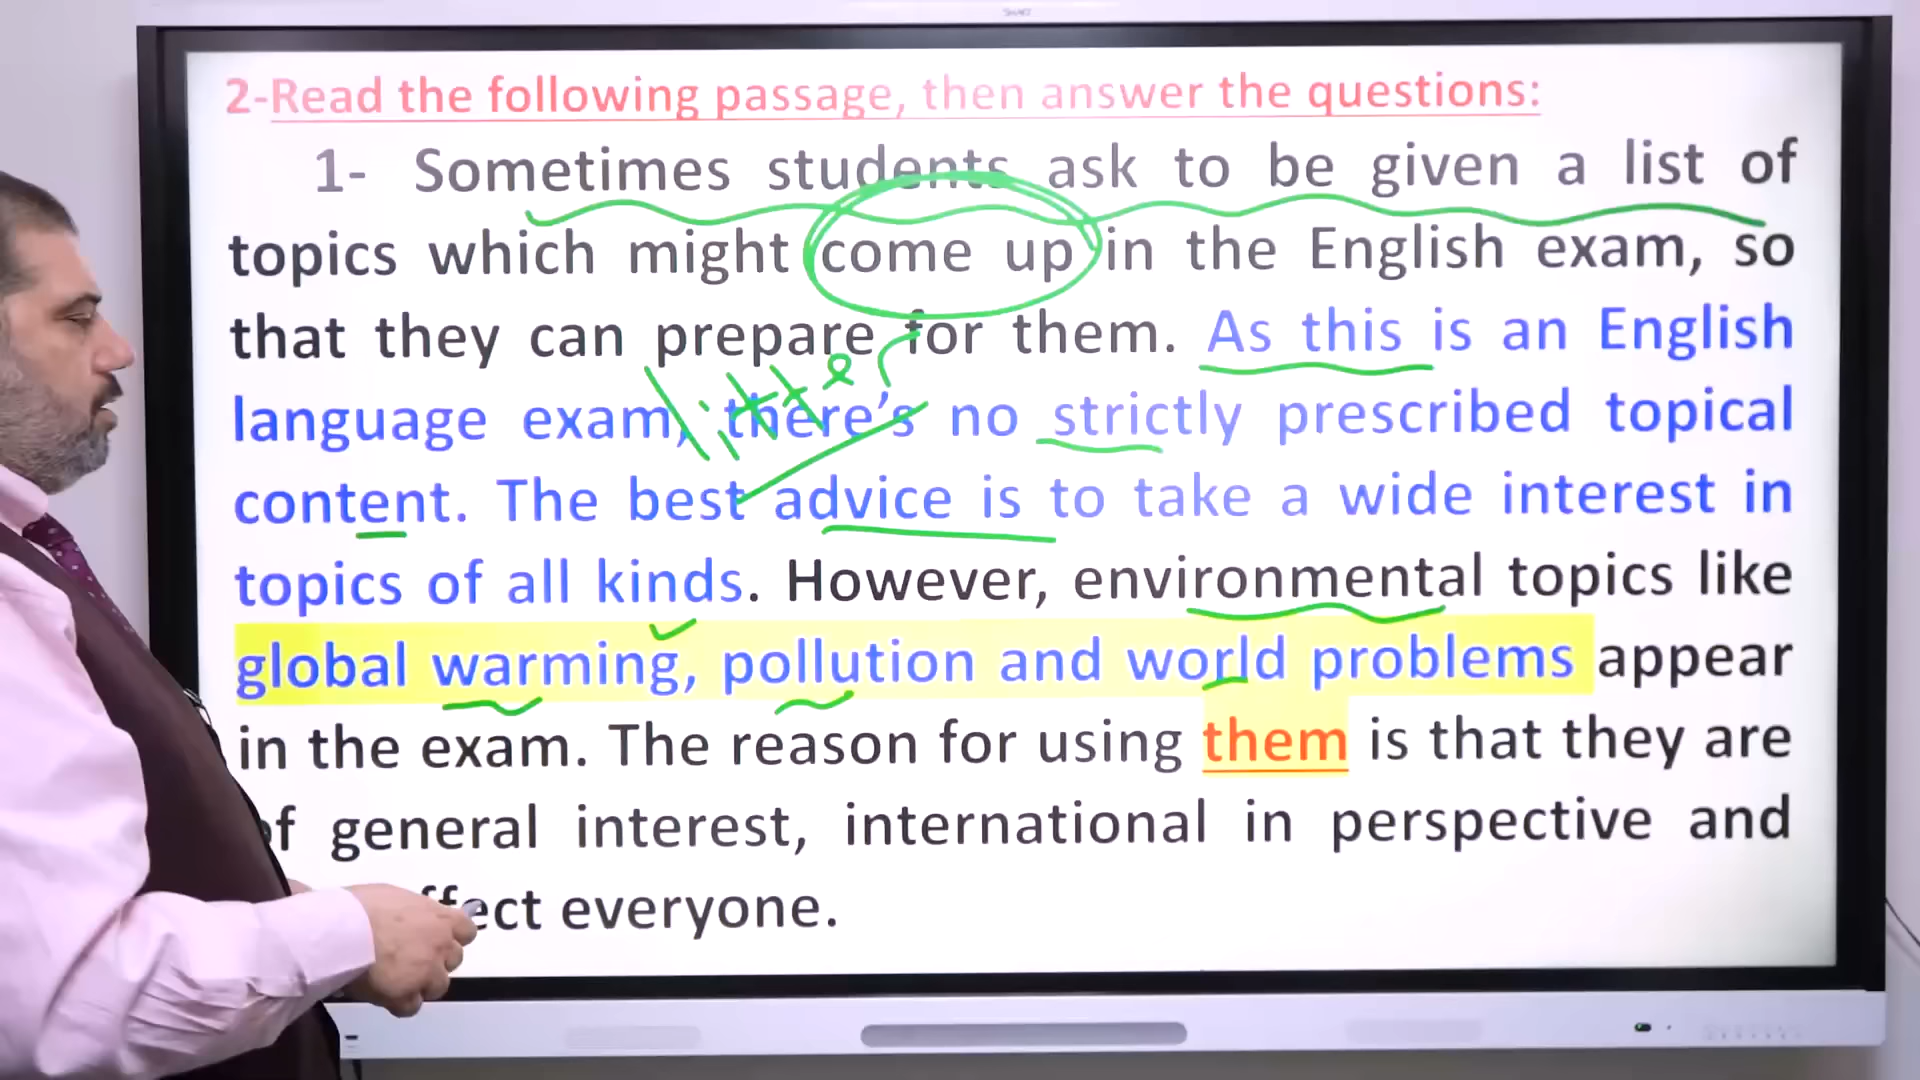 SMART
2-Read the following passage, then answer the questions:
1- Sometimes students ask to be given a list of
topics which might come up in the English exam, so
that they can prepare for them. As this is an English
litter
language exam, there's no strictly prescribed topical
content. The best advice is to take a wide interest in
topics of all kinds. However, environmental topics like
global warming, pollution and world problems appear
in the exam. The reason for using them is that they are
of general interest, international in perspective and
everyone.